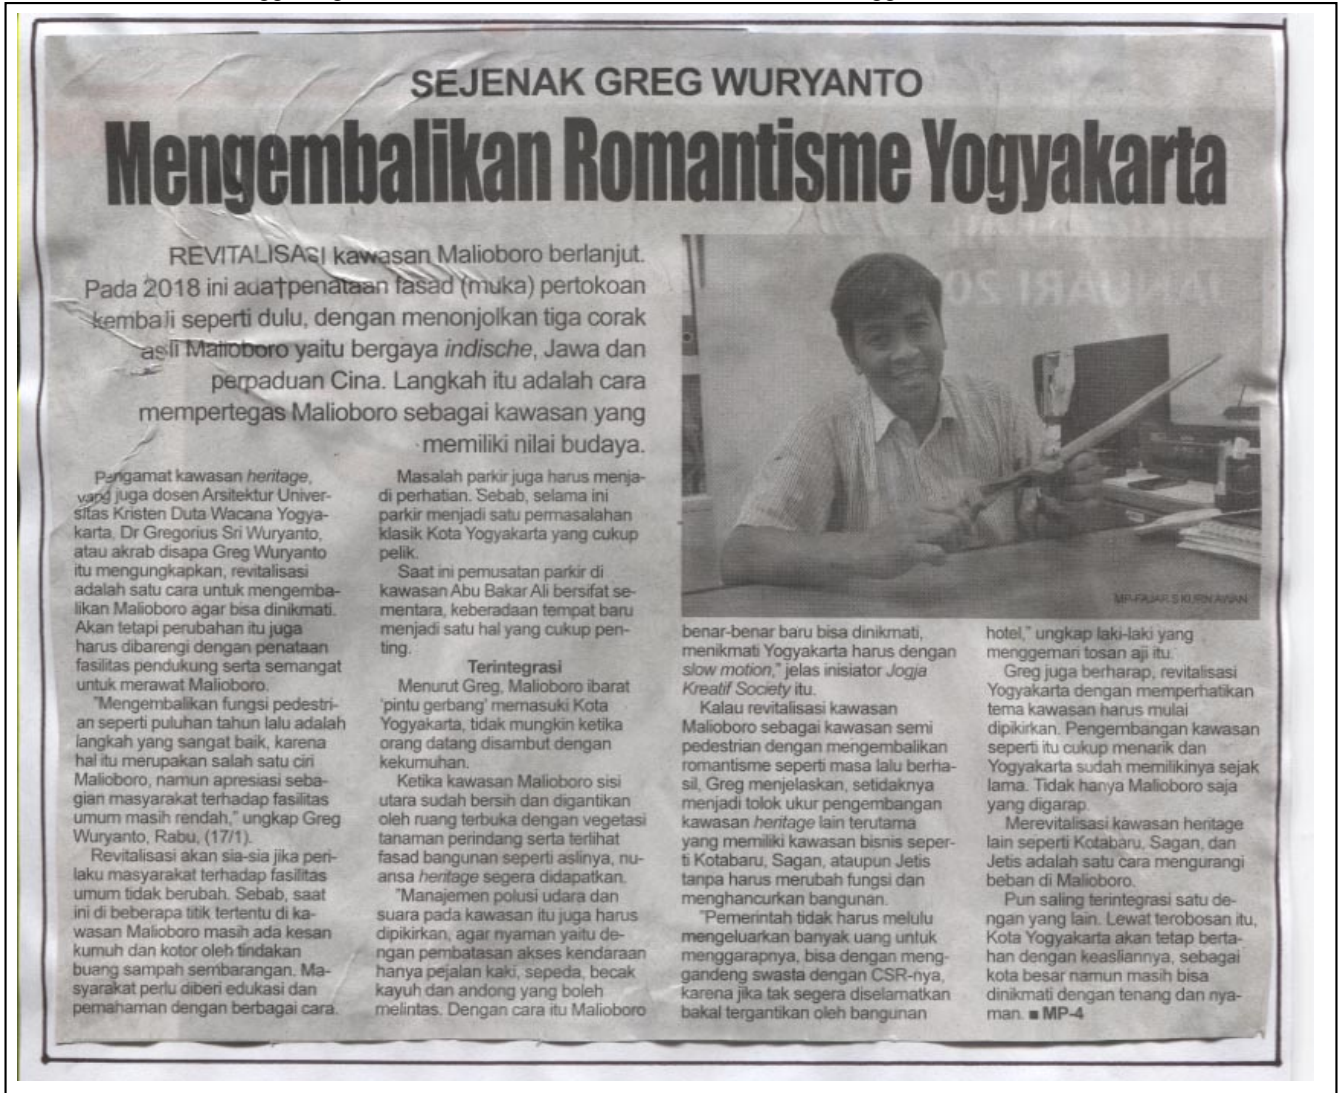 SEJENAK GREG WURYANTO
Mengembalikan Romantisme Yogyakarta
REVITALISASI kawasan Malioboro berlanjut.
Pada 2018 ini ada penataan fasad (muka) pertokoan
kembali seperti dulu, dengan menonjolkan tiga corak
asli Malioboro yaitu bergaya indische, Jawa dan
perpaduan Cina. Langkah itu adalah cara
mempertegas Malioboro sebagai kawasan yang
memiliki nilai budaya.
Pengamat kawasan heritage,
yang juga dosen Arsitektur Univer-
sitas Kristen Duta Wacana Yogya-
karta, Dr Gregorius Sri Wuryanto,
atau akrab disapa Greg Wuryanto
itu mengungkapkan, revitalisasi
adalah satu cara untuk mengemba-
likan Malioboro agar bisa dinikmati.
Akan tetapi perubahan itu juga
harus dibarengi dengan penataan
fasilitas pendukung serta semangat
untuk merawat Malioboro.
"Mengembalikan fungsi pedestri-
an seperti puluhan tahun lalu adalah
langkah yang sangat baik, karena
hal itu merupakan salah satu ciri
Malioboro, namun apresiasi seba-
gian masyarakat terhadap fasilitas
umum masih rendah," ungkap Greg
Wuryanto, Rabu, (17/1).
Revitalisasi akan sia-sia jika peri-
laku masyarakat terhadap fasilitas
umum tidak berubah. Sebab, saat
ini di beberapa titik tertentu di ka-
wasan Malioboro masih ada kesan
kumuh dan kotor oleh tindakan
buang sampah sembarangan. Ma-
syarakat perlu diberi edukasi dan
pemahaman dengan berbagai cara.
Masalah parkir juga harus menja-
di perhatian. Sebab, selama ini
parkir menjadi satu permasalahan
klasik Kota Yogyakarta yang cukup
pelik.
Saat ini pemusatan parkir di
kawasan Abu Bakar Ali bersifat se-
mentara, keberadaan tempat baru
menjadi satu hal yang cukup pen-
ting.
Terintegrasi
Menurut Greg, Malioboro ibarat
'pintu gerbang' memasuki Kota
Yogyakarta, tidak mungkin ketika
orang datang disambut dengan
kekumuhan.
Ketika kawasan Malioboro sisi
utara sudah bersih dan digantikan
oleh ruang terbuka dengan vegetasi
tanaman perindang serta terlihat
fasad bangunan seperti aslinya, nu-
ansa heritage segera didapatkan.
"Manajemen polusi udara dan
suara pada kawasan itu juga harus
dipikirkan, agar nyaman yaitu de-
ngan pembatasan akses kendaraan
hanya pejalan kaki, sepeda, becak
kayuh dan andong yang boleh
melintas. Dengan cara itu Malioboro
MP-FAJAR S KURNIAWAN
benar-benar baru bisa dinikmati,
menikmati Yogyakarta harus dengan
slow motion," jelas inisiator Jogja
Kreatif Society itu.
Kalau revitalisasi kawasan
Malioboro sebagai kawasan semi
pedestrian dengan mengembalikan
romantisme seperti masa lalu berha-
sil, Greg menjelaskan, setidaknya
menjadi tolok ukur pengembangan
kawasan heritage lain terutama
yang memiliki kawasan bisnis seper-
ti Kotabaru, Sagan, ataupun Jetis
tanpa harus merubah fungsi dan
menghancurkan bangunan.
"Pemerintah tidak harus melulu
mengeluarkan banyak uang untuk
menggarapnya, bisa dengan meng-
gandeng swasta dengan CSR-nya,
karena jika tak segera diselamatkan
bakal tergantikan oleh bangunan
hotel," ungkap laki-laki yang
menggemari tosan aji itu.
Greg juga berharap, revitalisasi
Yogyakarta dengan memperhatikan
tema kawasan harus mulai
dipikirkan. Pengembangan kawasan
seperti itu cukup menarik dan
Yogyakarta sudah memilikinya sejak
lama. Tidak hanya Malioboro saja
yang digarap.
Merevitalisasi kawasan heritage
lain seperti Kotabaru, Sagan, dan
Jetis adalah satu cara mengurangi
beban di Malioboro.
Pun saling terintegrasi satu de-
ngan yang lain. Lewat terobosan itu,
Kota Yogyakarta akan tetap berta-
han dengan keasliannya, sebagai
kota besar namun masih bisa
dinikmati dengan tenang dan nya-
man. ■ MP-4